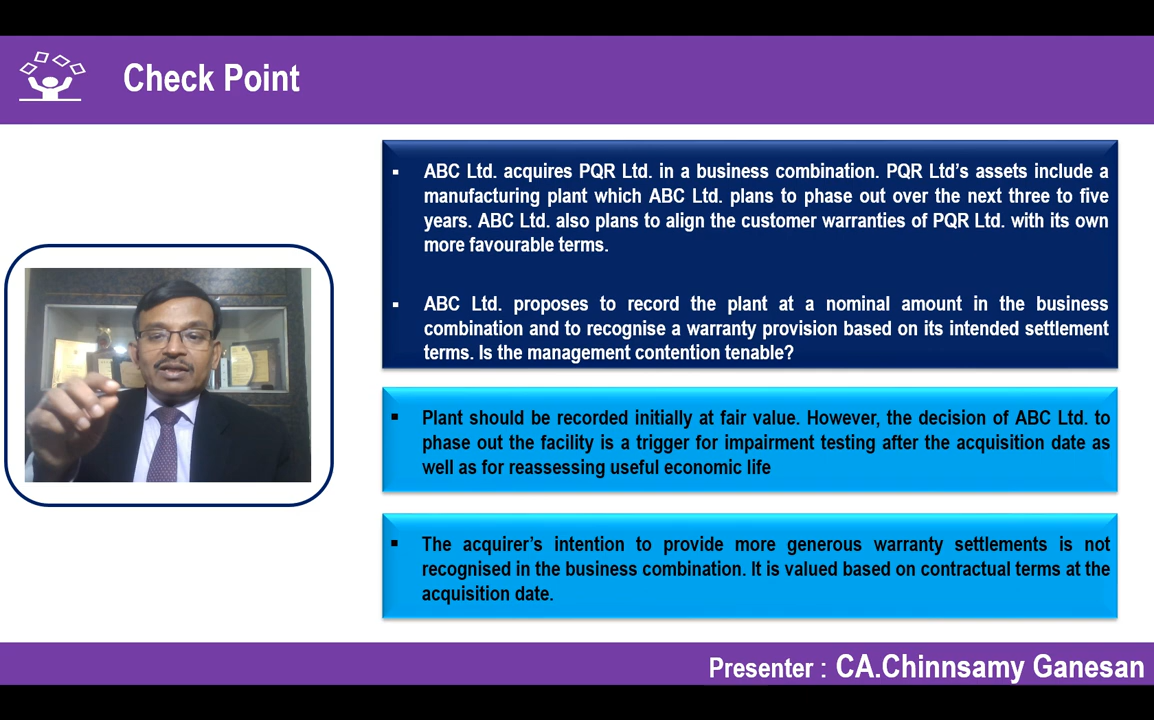 Check Point
ABC Ltd. acquires PQR Ltd. in a business combination. PQR Ltd's assets include a
manufacturing plant which ABC Ltd. plans to phase out over the next three to five
years. ABC Ltd. also plans to align the customer warranties of PQR Ltd. with its own
more favourable terms.
ABC Ltd. proposes to record the plant at a nominal amount in the business
combination and to recognise a warranty provision based on its intended settlement
terms. Is the management contention tenable?
Plant should be recorded initially at fair value. However, the decision of ABC Ltd. to
phase out the facility is a trigger for impairment testing after the acquisition date as
well as for reassessing useful economic life
The acquirer's intention to provide more generous warranty settlements is not
recognised in the business combination. It is valued based on contractual terms at the
acquisition date.
Presenter : CA.Chinnsamy Ganesan